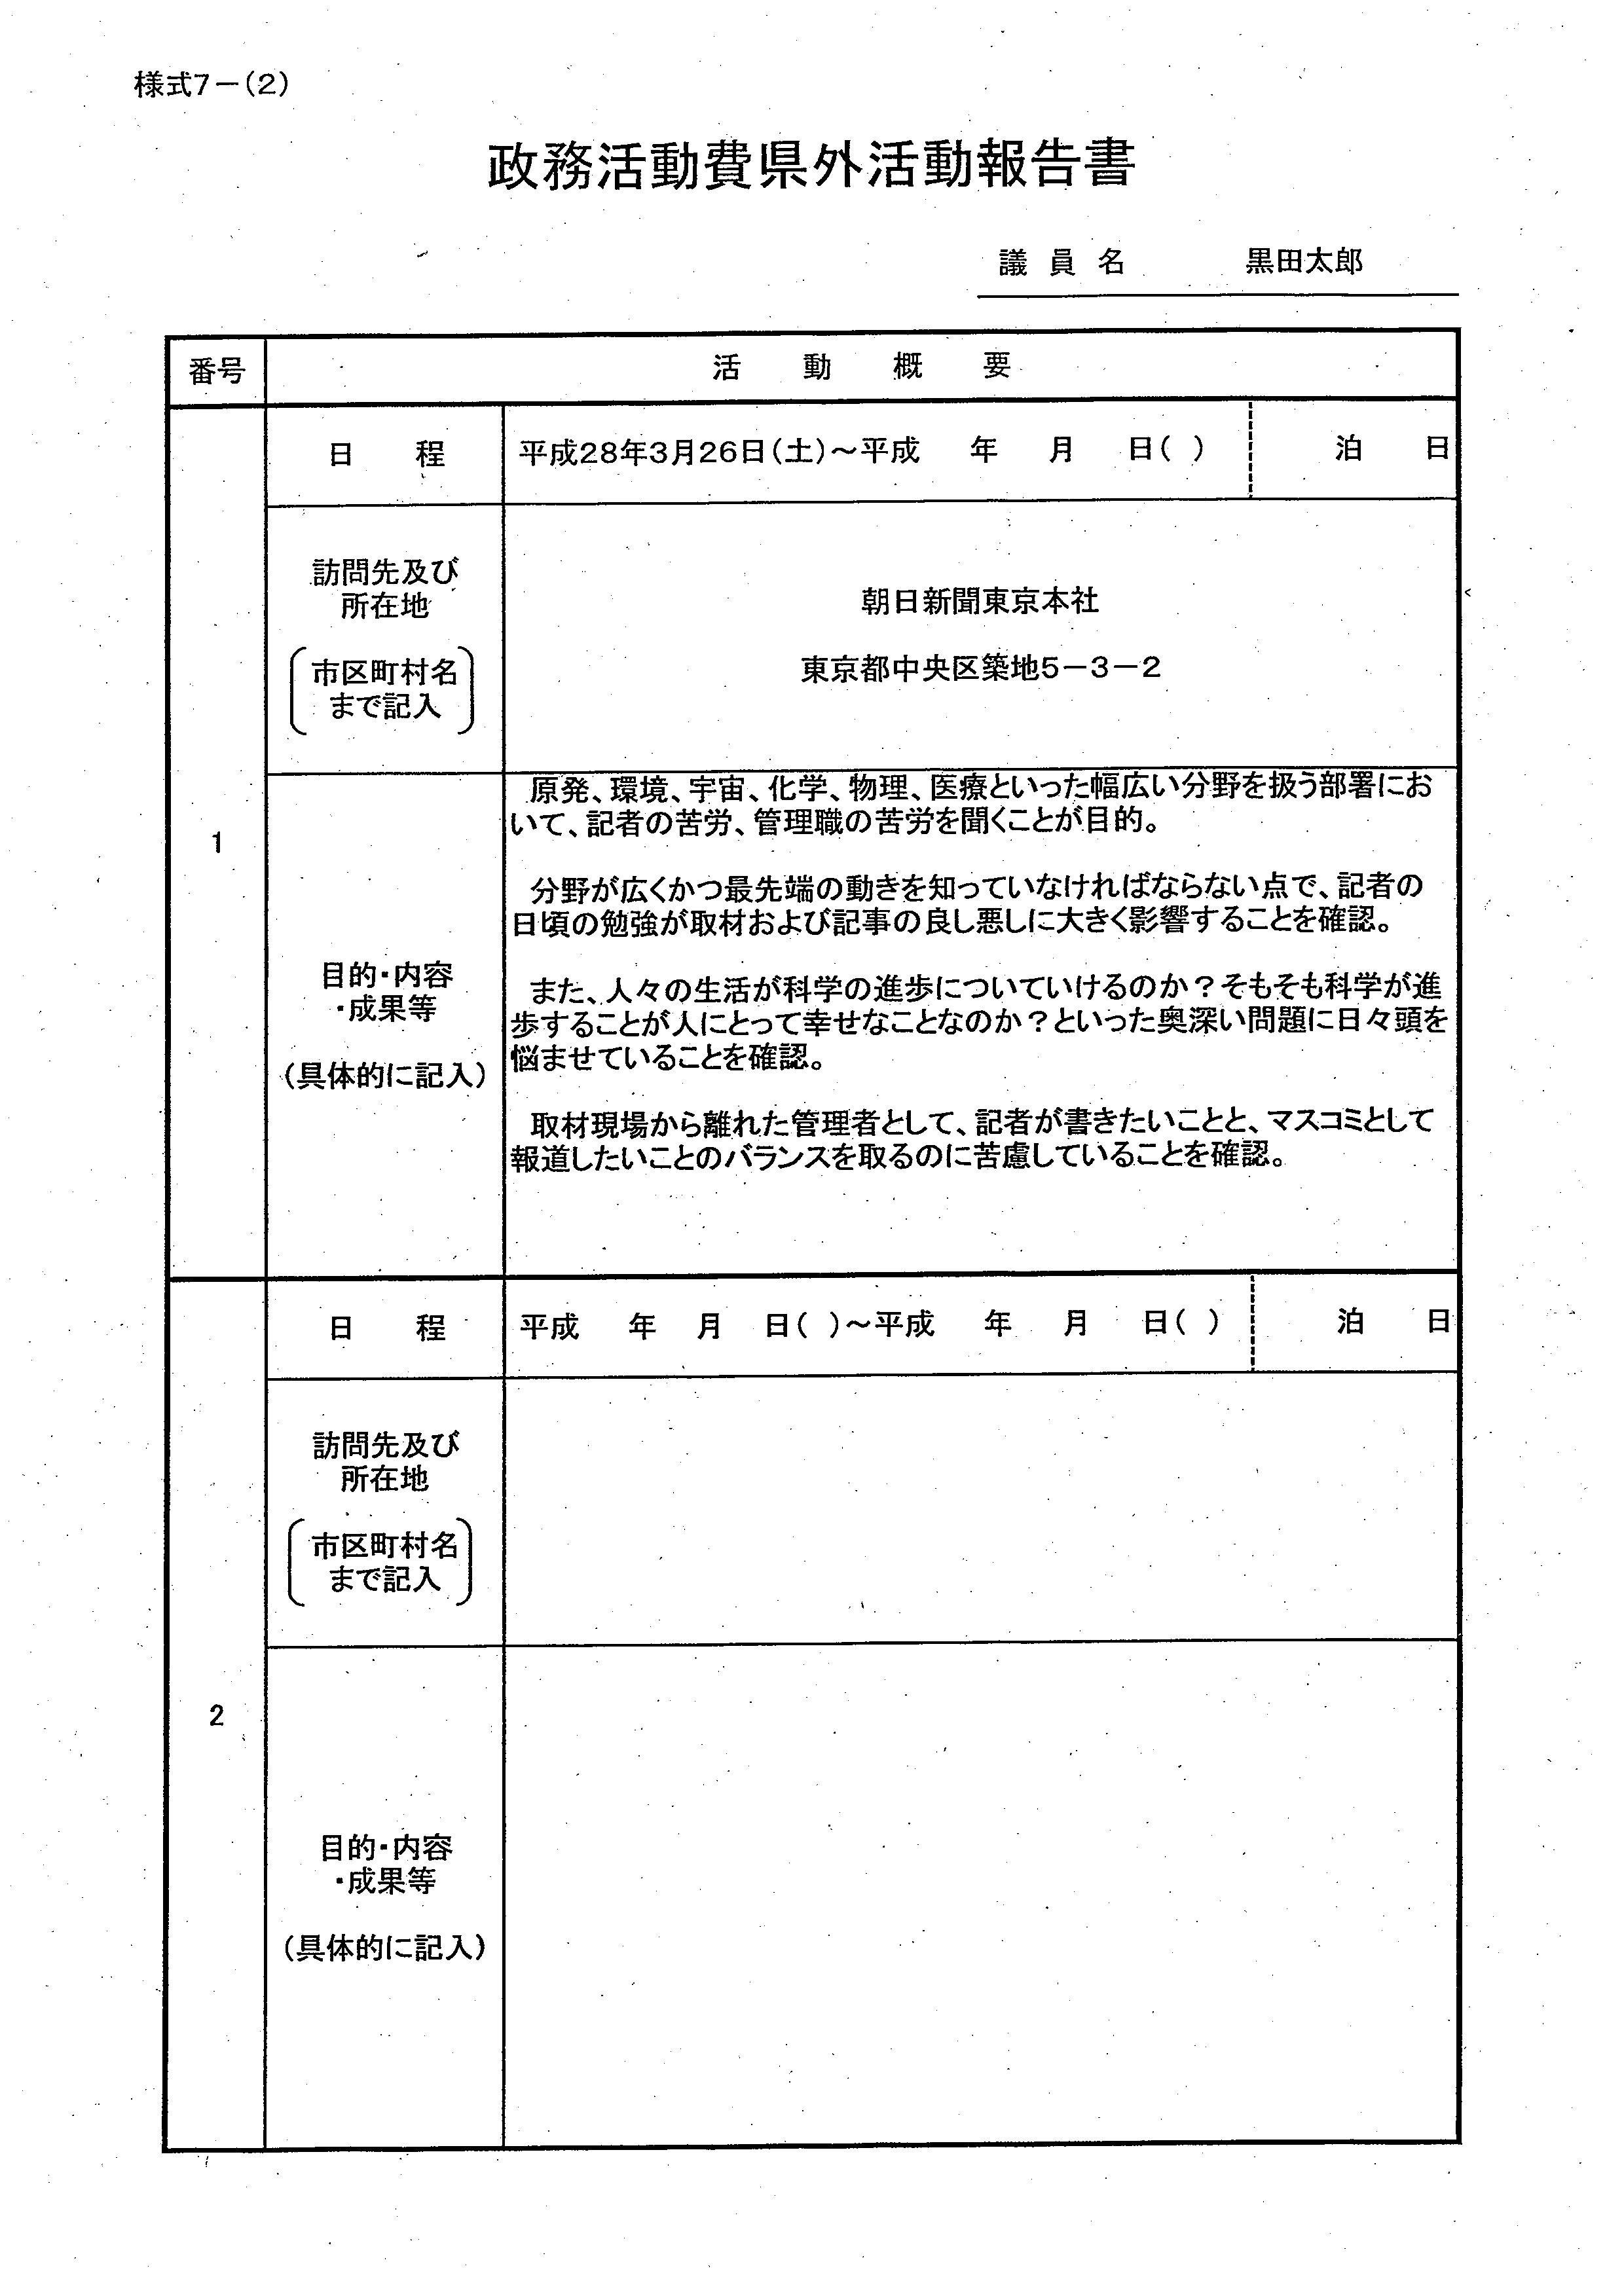 様式7－(2)
政務活動費県外活動報告書
議 員 名　黒田太郎
番号　活　動　概　要
日　程　平成28年3月26日(土)～平成　年　月　日( )　泊　日
訪問先及び
所在地
市区町村名
まで記入
朝日新聞東京本社
東京都中央区築地5－3－2
1
目的・内容
・成果等
(具体的に記入)
原発、環境、宇宙、化学、物理、医療といった幅広い分野を扱う部署にお
いて、記者の苦労、管理職の苦労を聞くことが目的。
分野が広くかつ最先端の動きを知っていなければならない点で、記者の
日頃の勉強が取材および記事の良し悪しに大きく影響することを確認。
また、人々の生活が科学の進歩についていけるのか？そもそも科学が進
歩することが人にとって幸せなことなのか？といった奥深い問題に日々頭を
悩ませていることを確認。
取材現場から離れた管理者として、記者が書きたいことと、マスコミとして
報道したいことのバランスを取るのに苦慮していることを確認。
日　程　平成　年　月　日( )～平成　年　月　日( )　泊　日
訪問先及び
所在地
市区町村名
まで記入
2
目的・内容
・成果等
(具体的に記入)